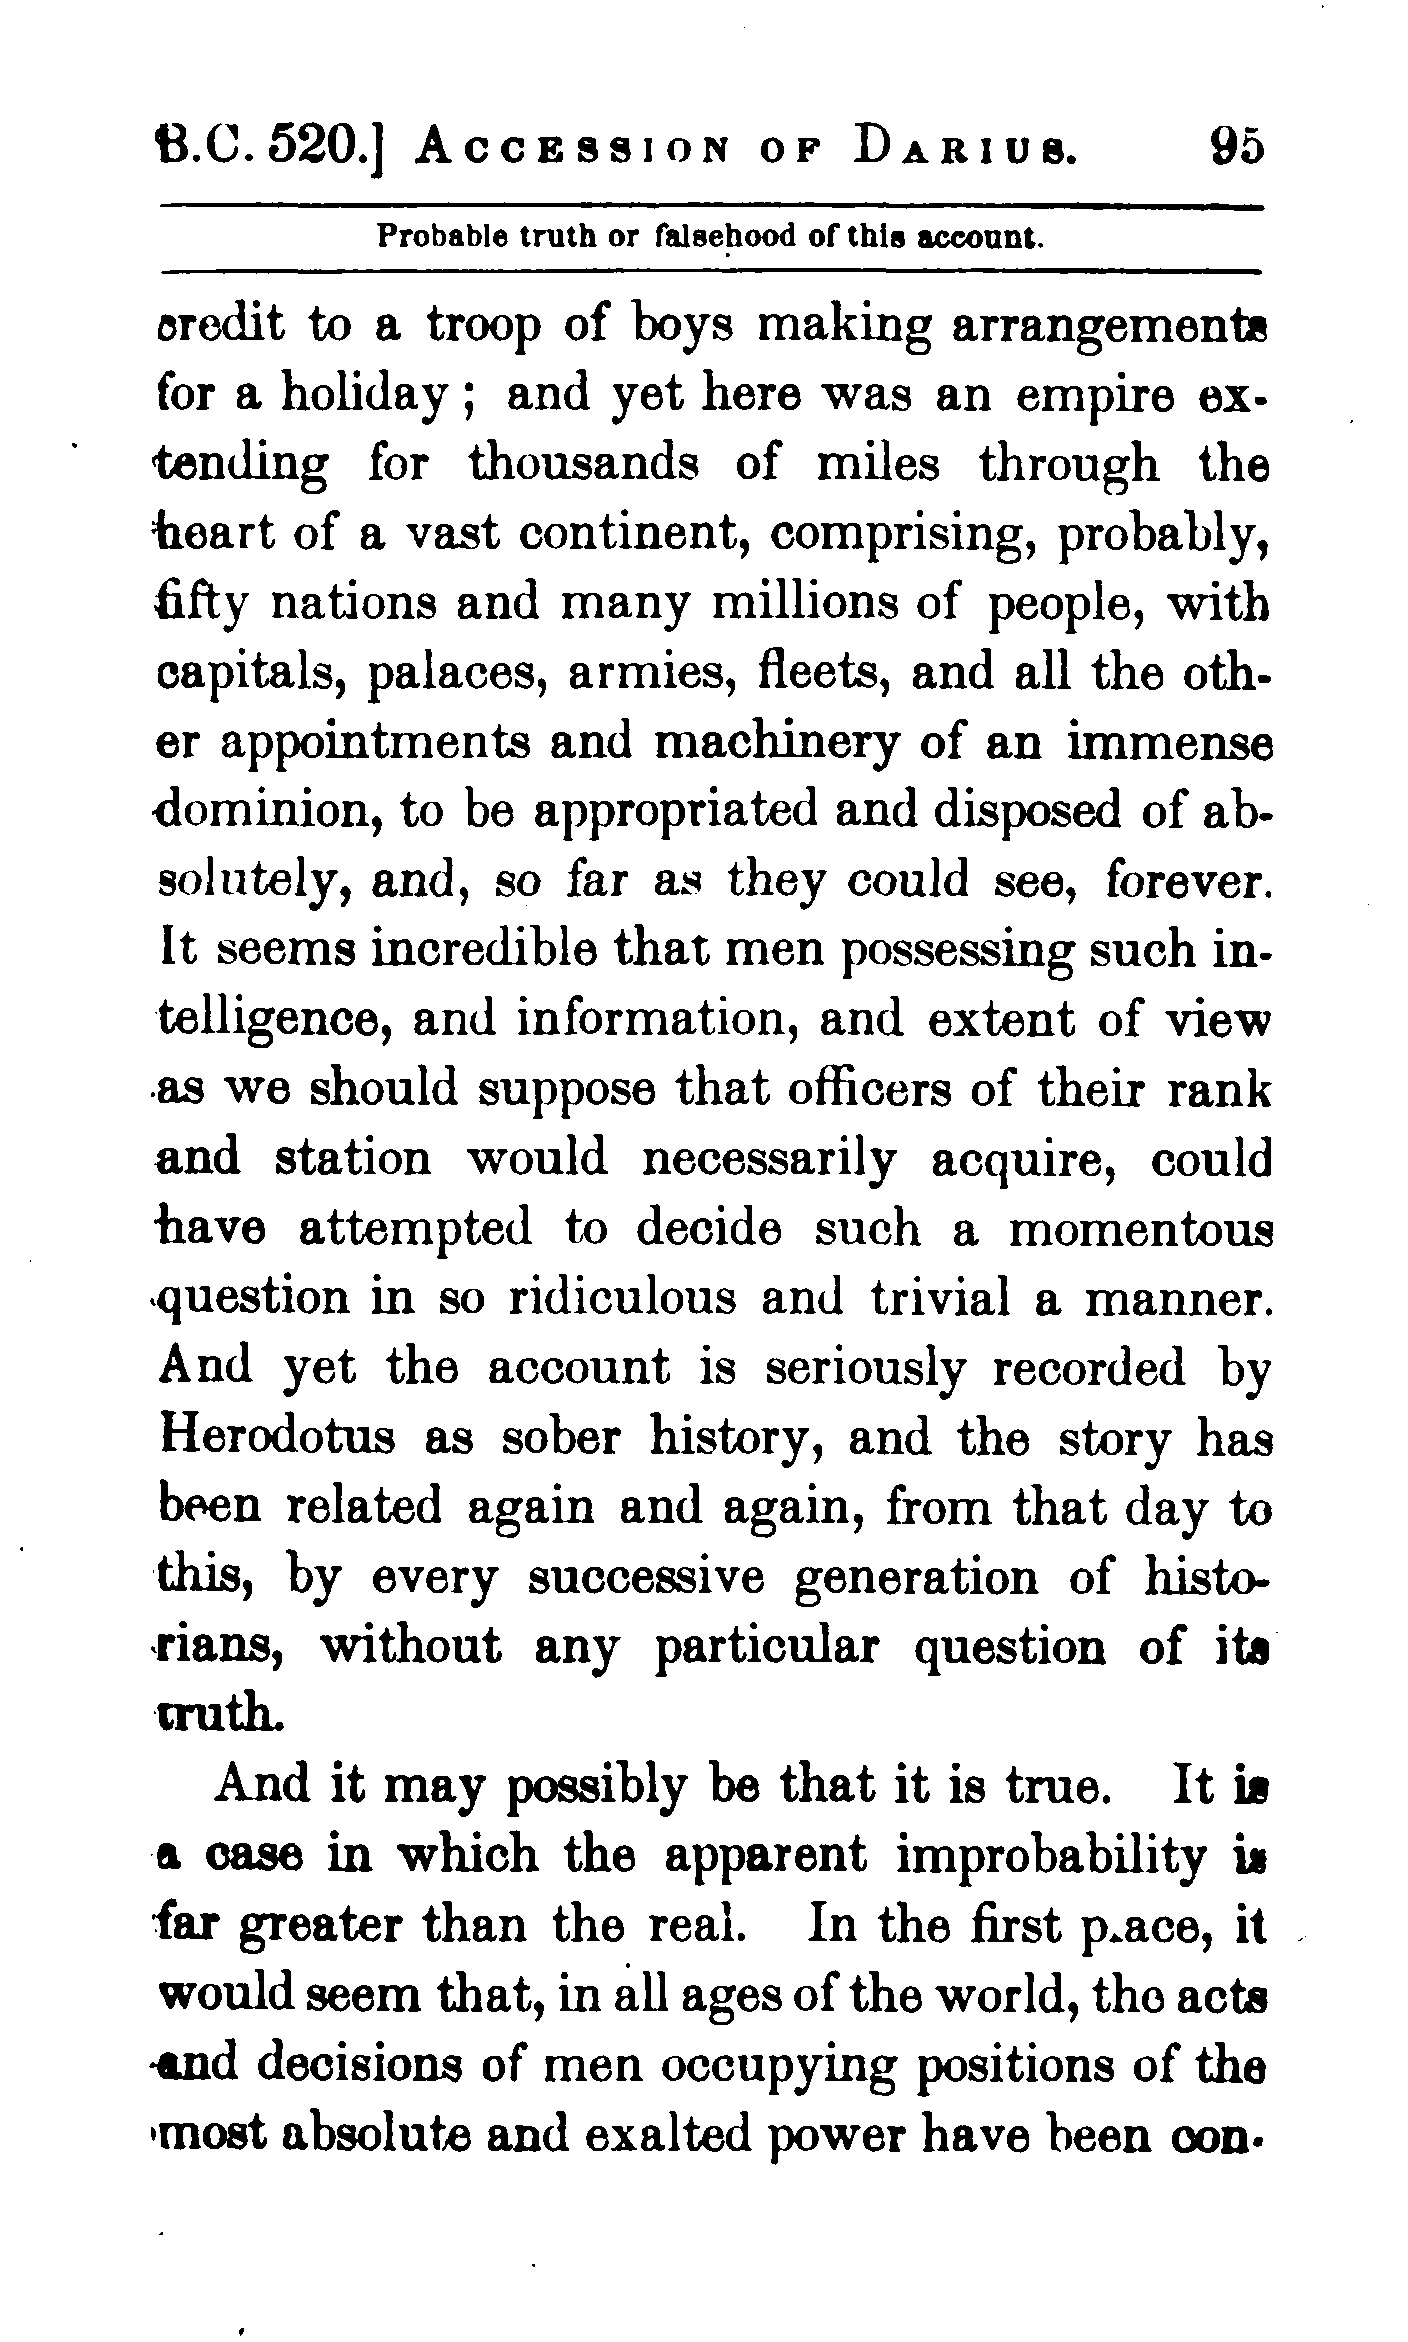 B.C. 520.] ACCESSION OF DARIUS. 95
Probable truth or falsehood of this account.
credit to a troop of boys making arrangements
for a holiday; and yet here was an empire ex-
tending for thousands of miles through the
heart of a vast continent, comprising, probably,
fifty nations and many millions of people, with
capitals, palaces, armies, fleets, and all the oth-
er appointments and machinery of an immense
dominion, to be appropriated and disposed of ab-
solutely, and, so far as they could see, forever.
It seems incredible that men possessing such in-
telligence, and information, and extent of view
as we should suppose that officers of their rank
and station would necessarily acquire, could
have attempted to decide such a momentous
question in so ridiculous and trivial a manner.
And yet the account is seriously recorded by
Herodotus as sober history, and the story has
been related again and again, from that day to
this, by every successive generation of histo-
rians, without any particular question of its
truth.
And it may possibly be that it is true. It is
a case in which the apparent improbability is
far greater than the real. In the first place, it
would seem that, in all ages of the world, the acts
and decisions of men occupying positions of the
most absolute and exalted power have been con-